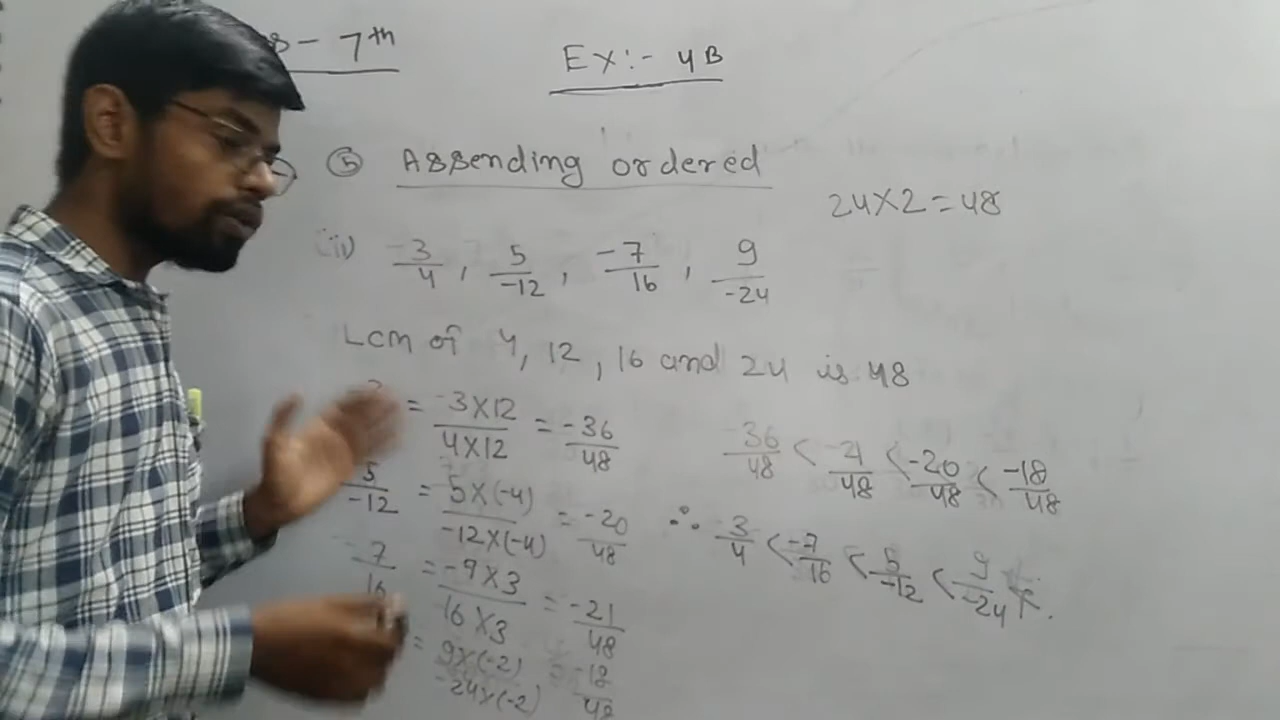 8 - 7th
EX:- 4B
⑤ Assending ordered
24×2=48
(ii) -3/4, 5/-12, -7/16, 9/-24
Lcm of 4, 12, 16 and 24 is 48
= -3×12/4×12 = -36/48
5/-12 = 5×(-4)/-12×(-4) = -20/48
-7/16 = -9×3/16×3 = -21/48
= 9×(-2)/-24×(-2) = -18/48
-36/48 < -21/48 < -20/48 < -18/48
∴ -3/4 < -7/16 < 5/-12 < 9/-24